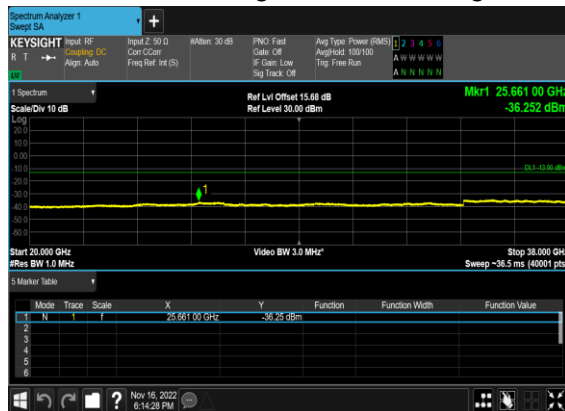 Spectrum Analyzer 1
Swept SA
KEYSIGHT Input: RF Input Z: 50 Ω #Atten: 30 dB PNO: Fast Avg Type: Power (RMS) 1 2 3 4 5 6
R T Coupling: DC Corr CCorr Gate: Off Avg|Hold: 100/100 A W W W W W
Align: Auto Freq Ref: Int (S) IF Gain: Low Trig: Free Run
Sig Track: Off A N N N N N
LW
1 Spectrum Ref Lvl Offset 15.68 dB Mkr1 25.661 00 GHz
Scale/Div 10 dB Ref Level 30.00 dBm -36.252 dBm
Log
20.0
10.0
0.00
-10.0 DL1 -13.00 dBm
-20.0
-30.0 1
-40.0
-50.0
-60.0
Start 20.000 GHz Video BW 3.0 MHz* Stop 38.000 GHz
#Res BW 1.0 MHz Sweep ~36.5 ms (40001 pts)
5 Marker Table
Mode Trace Scale X Y Function Function Width Function Value
1 N 1 f 25.661 00 GHz -36.25 dBm
2
3
4
5
6
? Nov 16, 2022
6:14:28 PM